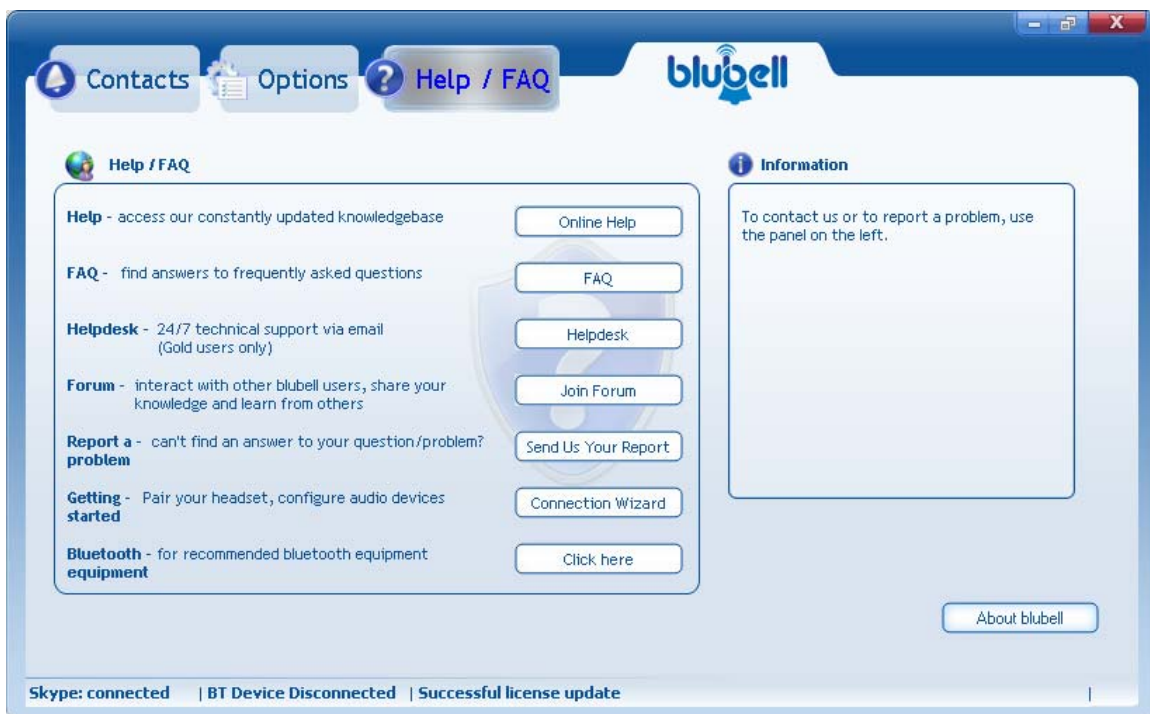 Contacts
Options
Help / FAQ
blubell
Help / FAQ
Help - access our constantly updated knowledgebase
Online Help
FAQ - find answers to frequently asked questions
FAQ
Helpdesk - 24/7 technical support via email
(Gold users only)
Helpdesk
Forum - interact with other blubell users, share your
knowledge and learn from others
Join Forum
Report a - can't find an answer to your question/problem?
problem
Send Us Your Report
Getting - Pair your headset, configure audio devices
started
Connection Wizard
Bluetooth - for recommended bluetooth equipment
equipment
Click here
Information
To contact us or to report a problem, use
the panel on the left.
About blubell
Skype: connected | BT Device Disconnected | Successful license update |